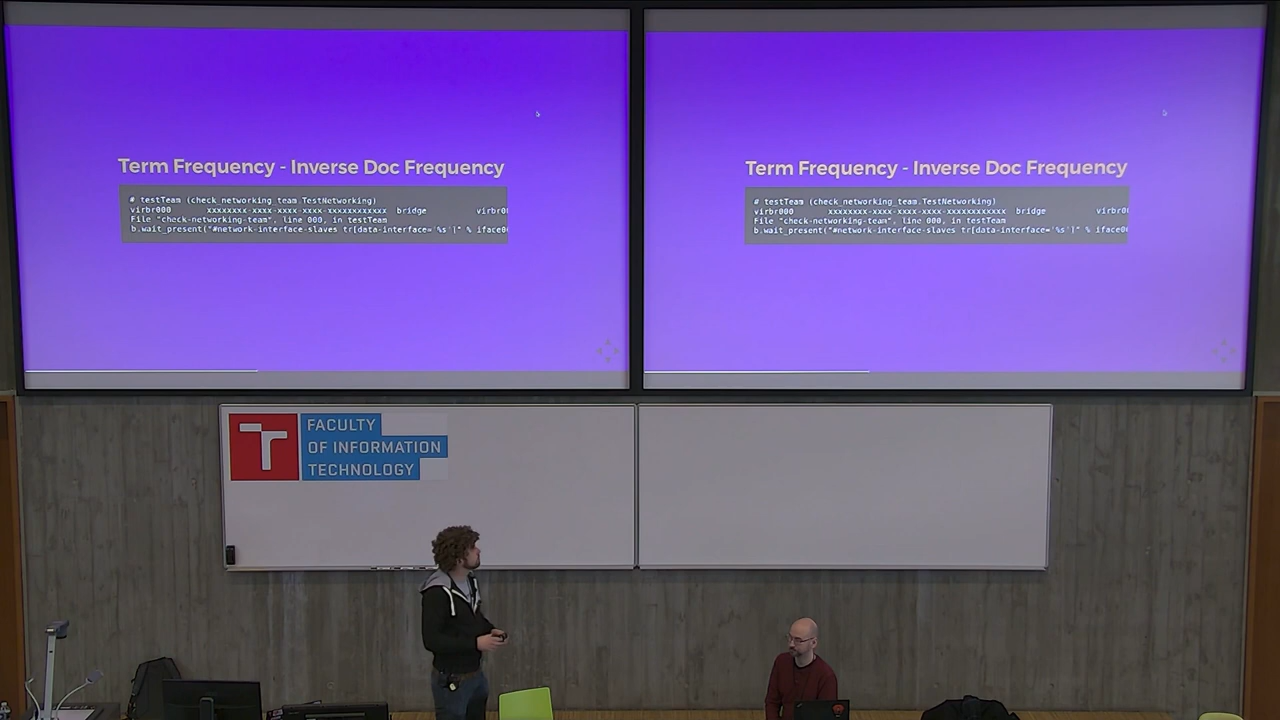 Term Frequency - Inverse Doc Frequency
# testTeam (check_networking_team.TestNetworking)
virbr000 xxxxxxxx-xxxx-xxxx-xxxx-xxxxxxxxxxxx bridge virbr0
File "check-networking-team", line 000, in testTeam
b.wait_present("#network-interface-slaves tr[data-interface='%s']" % iface0
Term Frequency - Inverse Doc Frequency
# testTeam (check_networking_team.TestNetworking)
virbr000 xxxxxxxx-xxxx-xxxx-xxxx-xxxxxxxxxxxx bridge virbr0
File "check-networking-team", line 000, in testTeam
b.wait_present("#network-interface-slaves tr[data-interface='%s']" % iface0
T
FACULTY
OF INFORMATION
TECHNOLOGY